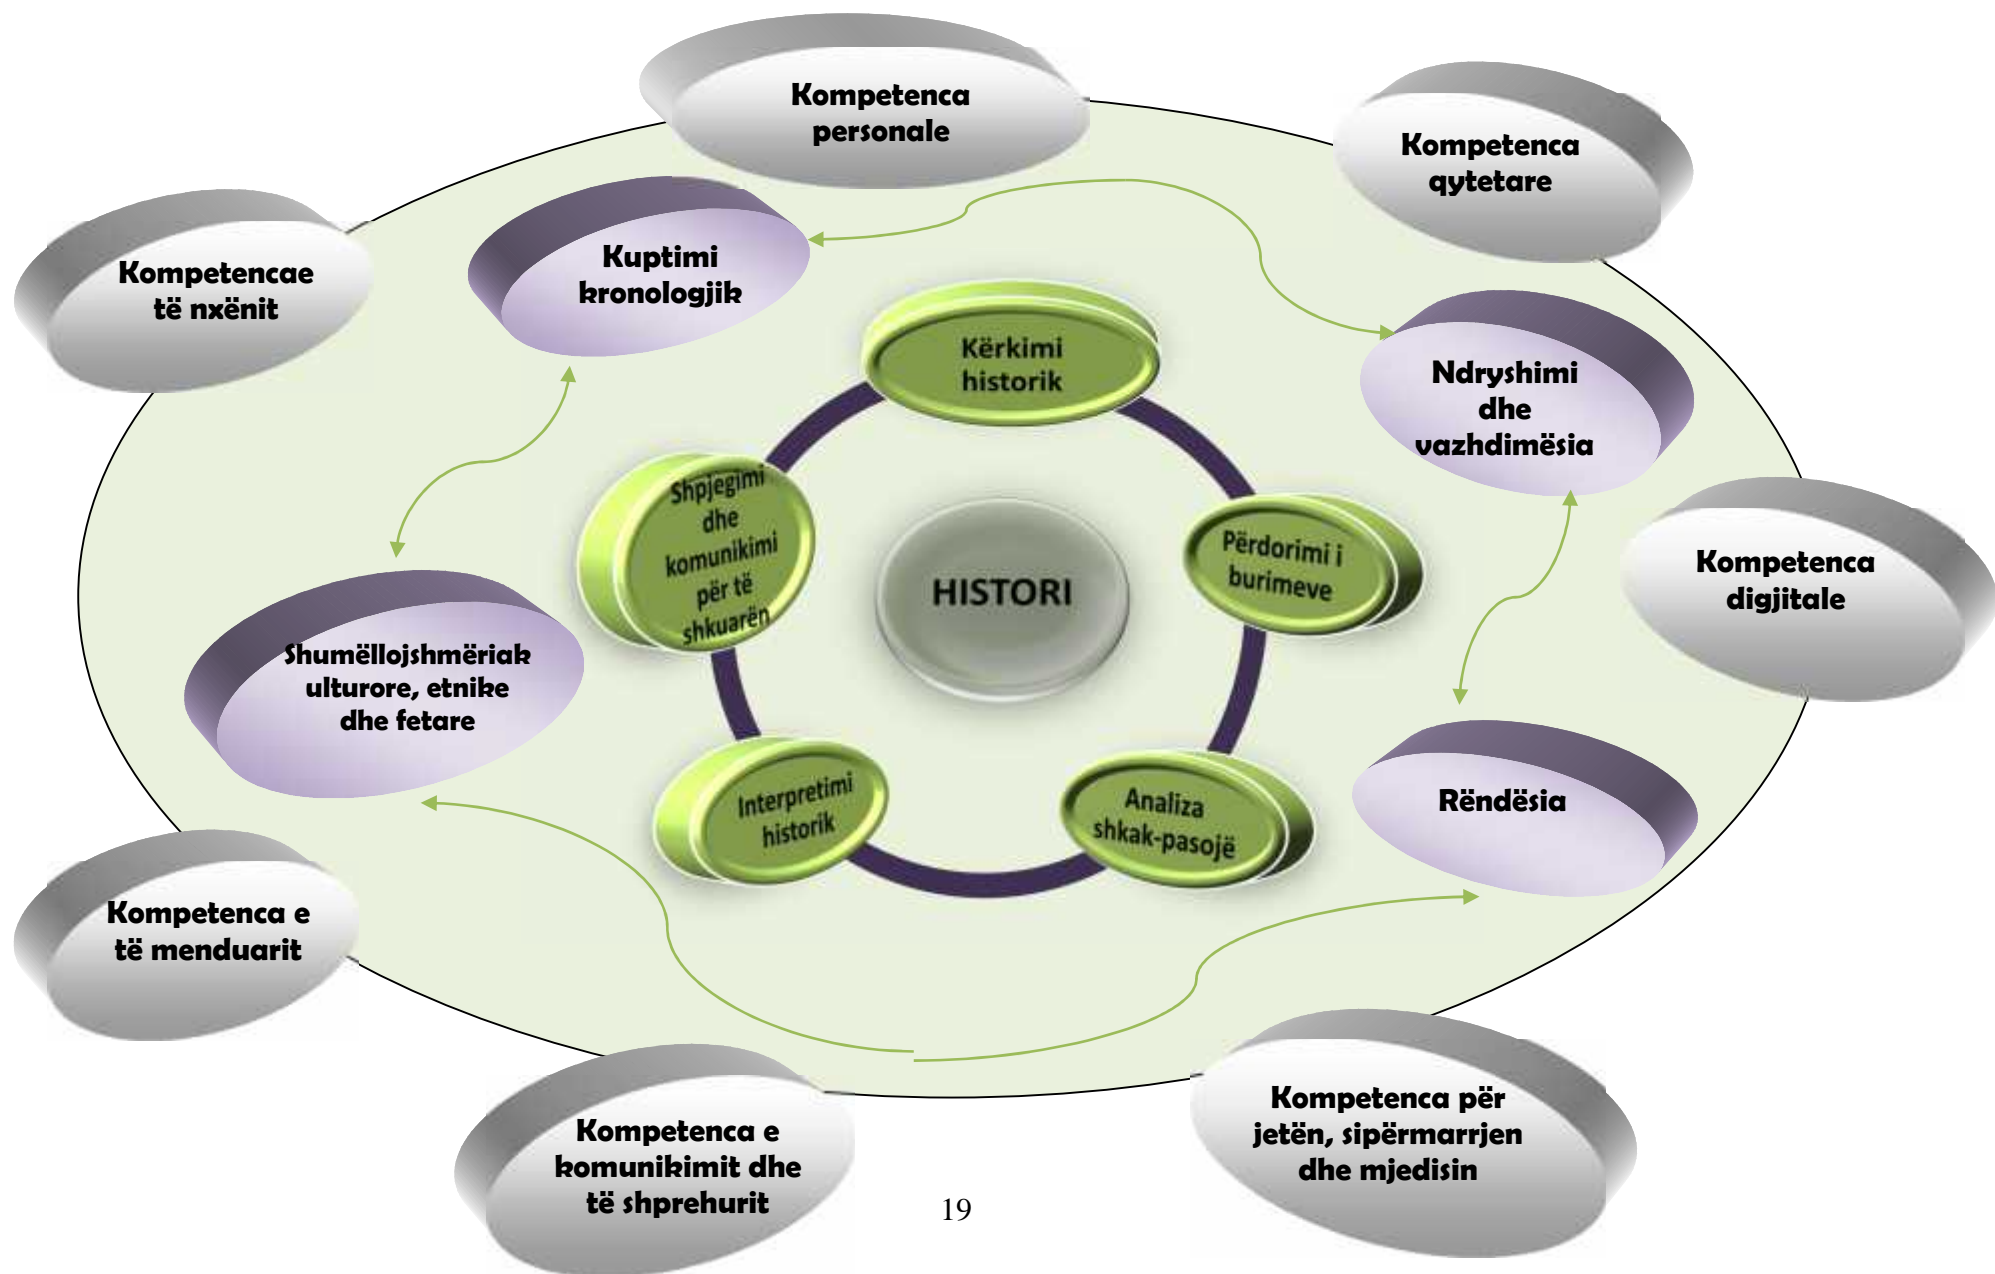 Kompetenca
personale
Kompetenca
qytetare
Kompetencae
të nxënit
Kuptimi
kronologjik
Kërkimi
historik
Ndryshimi
dhe
vazhdimësia
Shpjegimi
dhe
komunikimi
për të
shkuarën
HISTORI
Përdorimi i
burimeve
Kompetenca
digjitale
Shumëllojshmëriak
ulturore, etnike
dhe fetare
Interpretimi
historik
Analiza
shkak-pasojë
Rëndësia
Kompetenca e
të menduarit
Kompetenca e
komunikimit dhe
të shprehurit
Kompetenca për
jetën, sipërmarrjen
dhe mjedisin
19